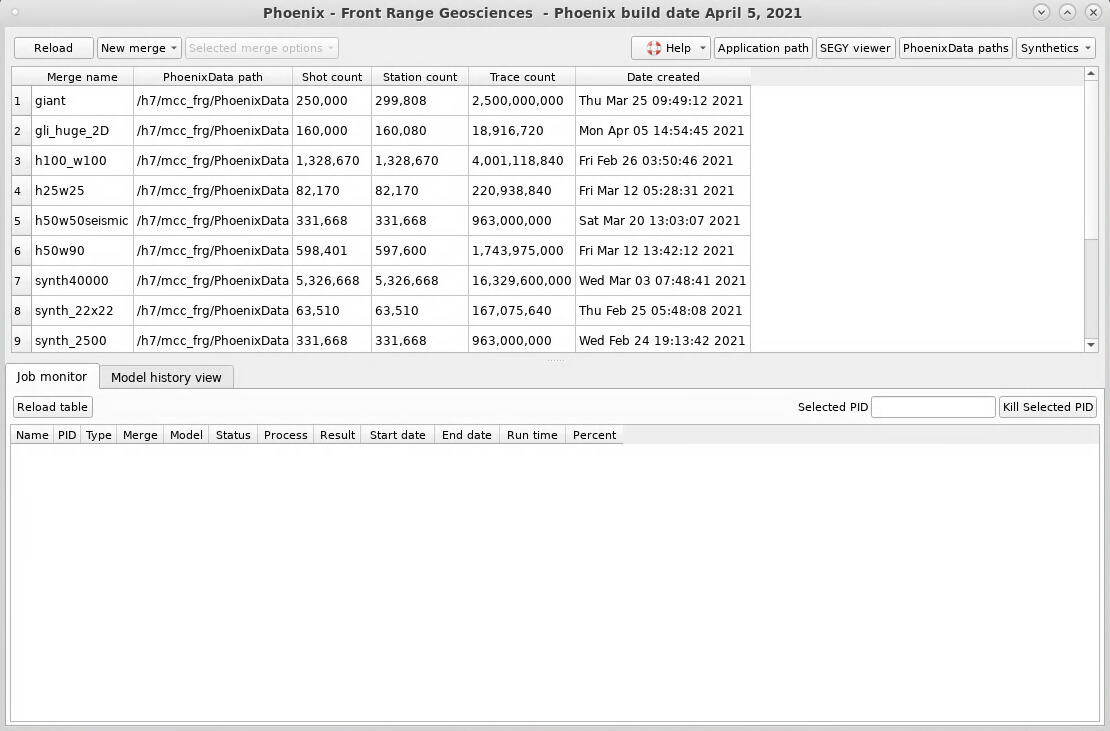 Phoenix - Front Range Geosciences - Phoenix build date April 5, 2021
Reload New merge Selected merge options Help Application path SEGY viewer PhoenixData paths Synthetics
Merge name PhoenixData path Shot count Station count Trace count Date created
1 giant /h7/mcc_frg/PhoenixData 250,000 299,808 2,500,000,000 Thu Mar 25 09:49:12 2021
2 gli_huge_2D /h7/mcc_frg/PhoenixData 160,000 160,080 18,916,720 Mon Apr 05 14:54:45 2021
3 h100_w100 /h7/mcc_frg/PhoenixData 1,328,670 1,328,670 4,001,118,840 Fri Feb 26 03:50:46 2021
4 h25w25 /h7/mcc_frg/PhoenixData 82,170 82,170 220,938,840 Fri Mar 12 05:28:31 2021
5 h50w50seismic /h7/mcc_frg/PhoenixData 331,668 331,668 963,000,000 Sat Mar 20 13:03:07 2021
6 h50w90 /h7/mcc_frg/PhoenixData 598,401 597,600 1,743,975,000 Fri Mar 12 13:42:12 2021
7 synth40000 /h7/mcc_frg/PhoenixData 5,326,668 5,326,668 16,329,600,000 Wed Mar 03 07:48:41 2021
8 synth_22x22 /h7/mcc_frg/PhoenixData 63,510 63,510 167,075,640 Thu Feb 25 05:48:08 2021
9 synth_2500 /h7/mcc_frg/PhoenixData 331,668 331,668 963,000,000 Wed Feb 24 19:13:42 2021
Job monitor Model history view
Reload table Selected PID Kill Selected PID
Name PID Type Merge Model Status Process Result Start date End date Run time Percent